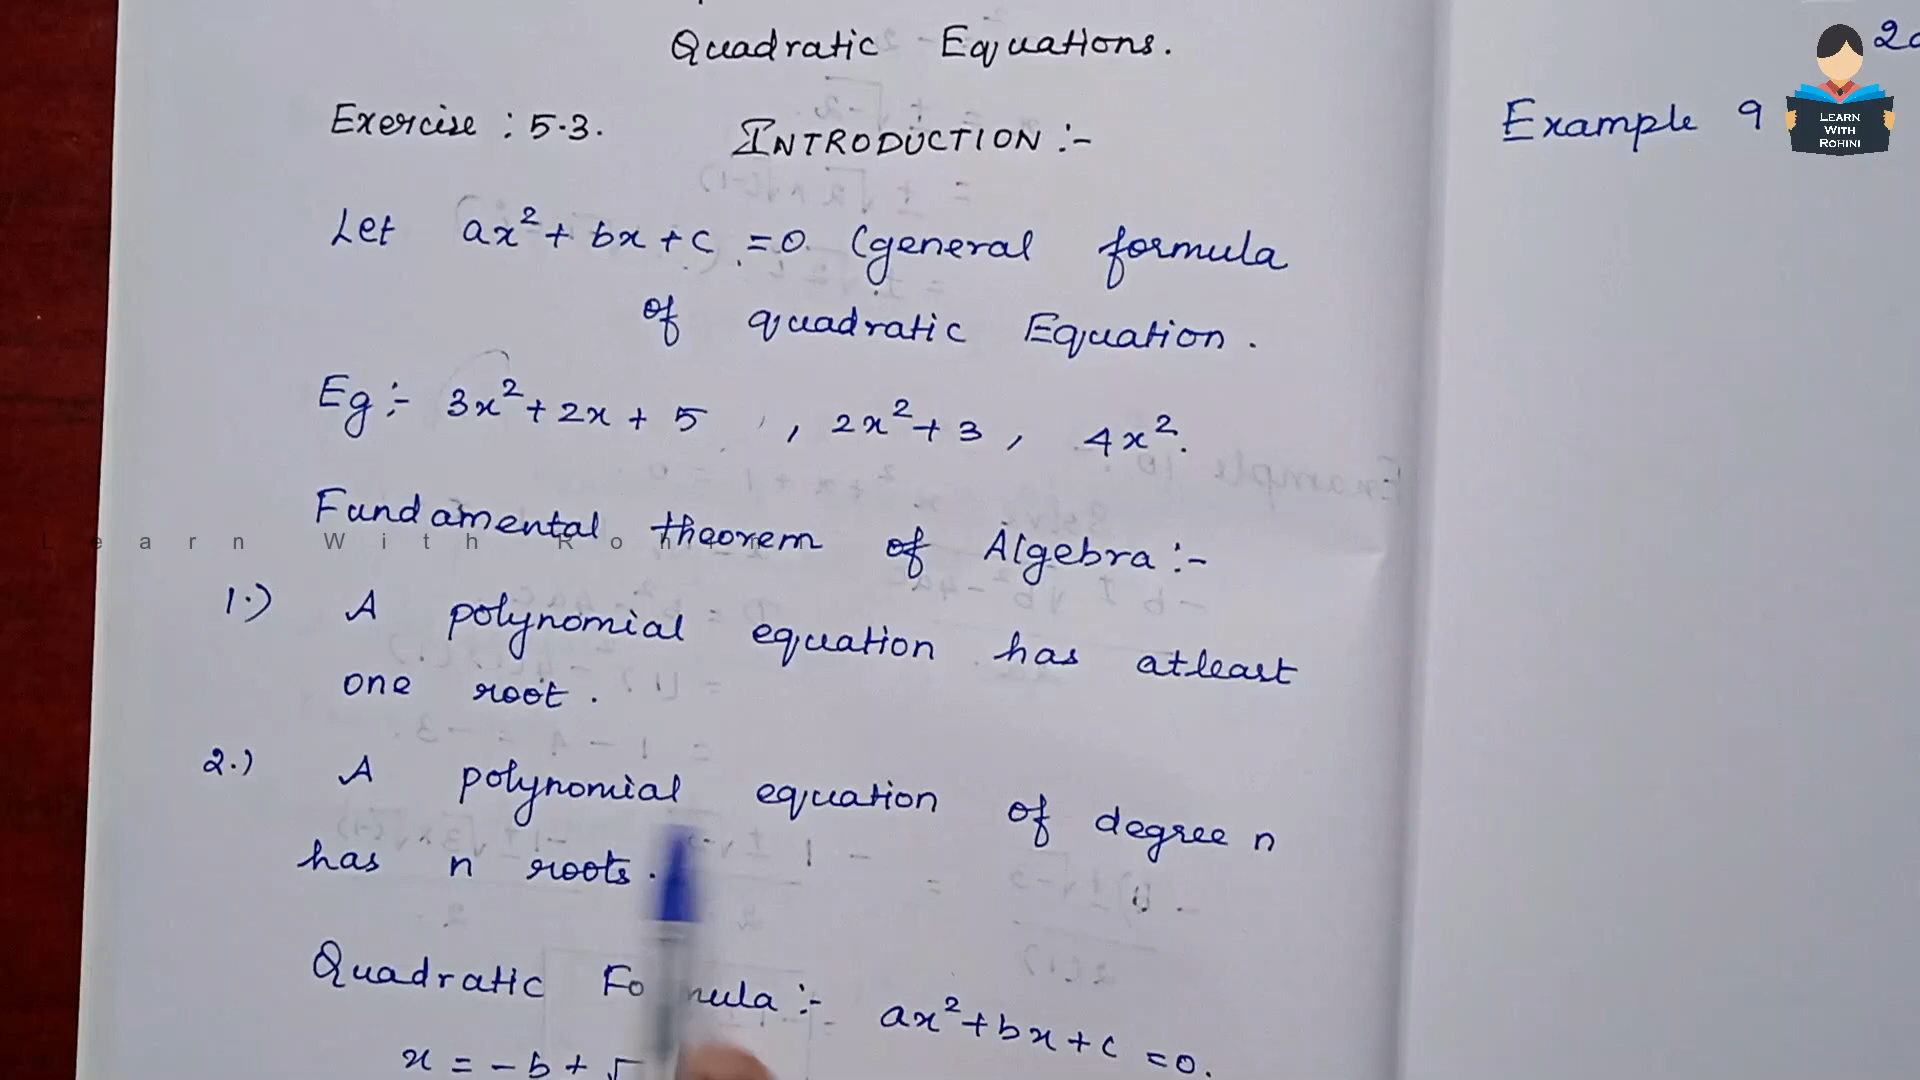 Quadratic Equations.
Exercise : 5.3. INTRODUCTION :-
Let ax²+ bx + c = 0 (general formula
of quadratic Equation.
Eg :- 3x²+ 2x + 5 , 2x²+ 3 , 4x².
Fundamental theorem of Algebra :-
1.) A polynomial equation has atleast
one root.
2.) A polynomial equation of degree n
has n roots.
Quadratic :- ax²+ bx + c = 0.
x = -b + √
Example 9
LEARN
WITH
ROHINI
Learn With